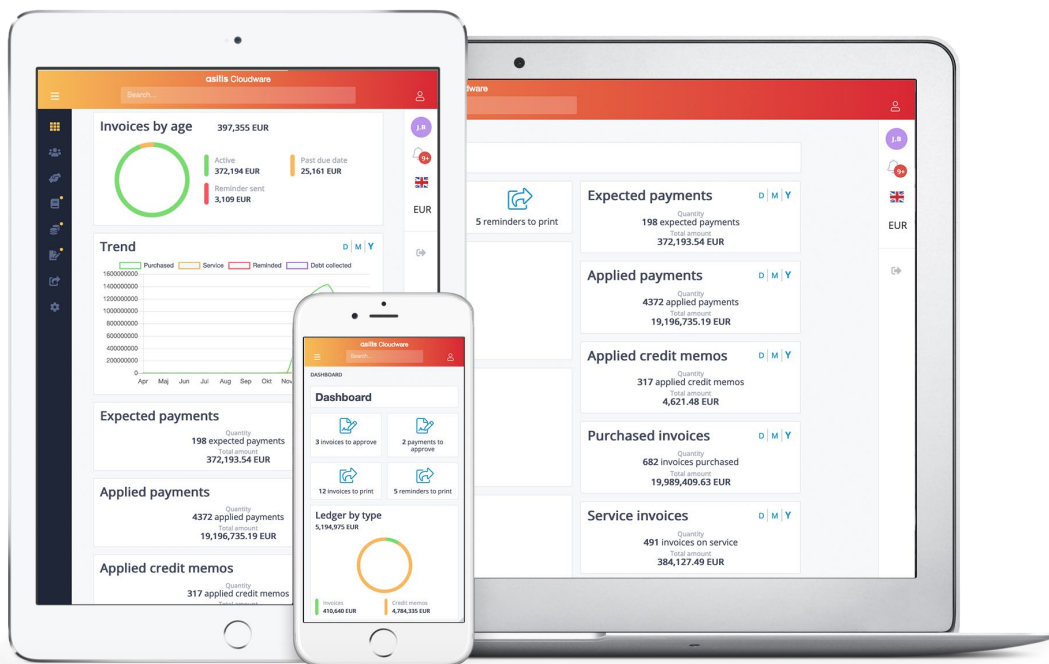 asitis Cloudware
Search...
Invoices by age 397,355 EUR
Active
372,194 EUR
Past due date
25,161 EUR
Reminder sent
3,109 EUR
J.B
9+
EUR
Trend
D | M | Y
Purchased Service Reminded Debt collected
1600000000
1400000000
1200000000
1000000000
800000000
600000000
400000000
200000000
0
Apr Maj Jun Jul Aug Sep Okt Nov
Expected payments
Quantity
198 expected payments
Total amount
372,193.54 EUR
Applied payments
Quantity
4372 applied payments
Total amount
19,196,735.19 EUR
Applied credit memos
Quantity
317 applied credit memos
Total amount
asitis Cloudware
Search...
DASHBOARD
Dashboard
3 invoices to approve
2 payments to
approve
12 invoices to print
5 reminders to print
Ledger by type
5,194,975 EUR
Invoices
410,640 EUR
Credit memos
4,784,335 EUR
dware
J.B
9+
EUR
5 reminders to print
Expected payments
D | M | Y
Quantity
198 expected payments
Total amount
372,193.54 EUR
Applied payments
D | M | Y
Quantity
4372 applied payments
Total amount
19,196,735.19 EUR
Applied credit memos
D | M | Y
Quantity
317 applied credit memos
Total amount
4,621.48 EUR
Purchased invoices
D | M | Y
Quantity
682 invoices purchased
Total amount
19,989,409.63 EUR
Service invoices
D | M | Y
Quantity
491 invoices on service
Total amount
384,127.49 EUR